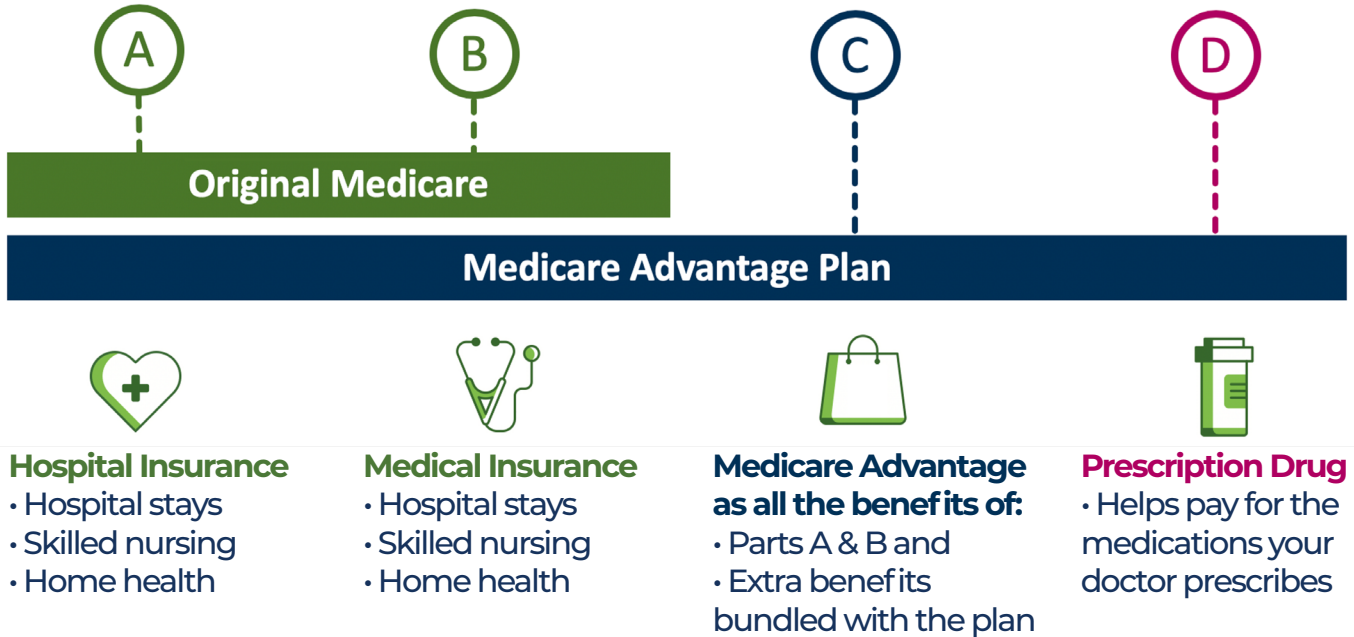 A
B
C
D
Original Medicare
Medicare Advantage Plan
Hospital Insurance
• Hospital stays
• Skilled nursing
• Home health
Medical Insurance
• Hospital stays
• Skilled nursing
• Home health
Medicare Advantage
as all the benefits of:
• Parts A & B and
• Extra benefits
bundled with the plan
Prescription Drug
• Helps pay for the
medications your
doctor prescribes